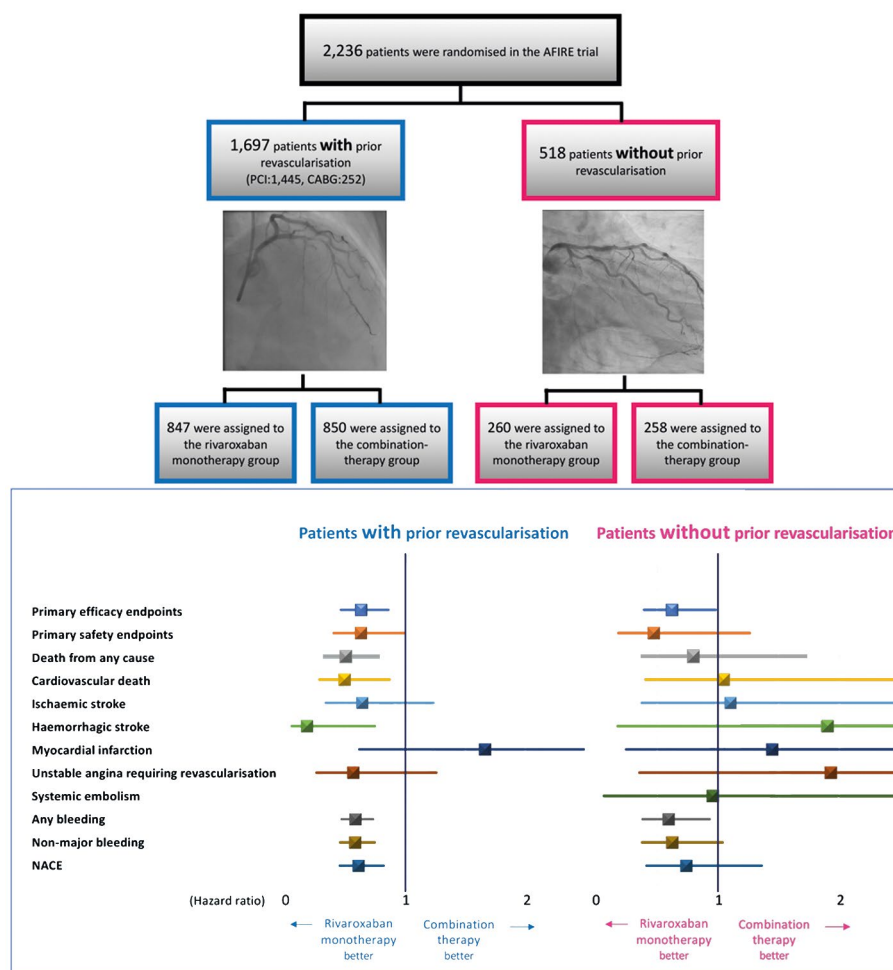 2,236 patients were randomised in the AFIRE trial
1,697 patients with prior
revascularisation
(PCI:1,445, CABG:252)
518 patients without prior
revascularisation
847 were assigned to
the rivaroxaban
monotherapy group
850 were assigned to
the combination-
therapy group
260 were assigned to
the rivaroxaban
monotherapy group
258 were assigned to
the combination-
therapy group
Patients with prior revascularisation
Patients without prior revascularisation
Primary efficacy endpoints
Primary safety endpoints
Death from any cause
Cardiovascular death
Ischaemic stroke
Haemorrhagic stroke
Myocardial infarction
Unstable angina requiring revascularisation
Systemic embolism
Any bleeding
Non-major bleeding
NACE
(Hazard ratio) 0 1 2 0 1 2
Rivaroxaban
monotherapy
better
Combination
therapy
better
Rivaroxaban
monotherapy
better
Combination
therapy
better